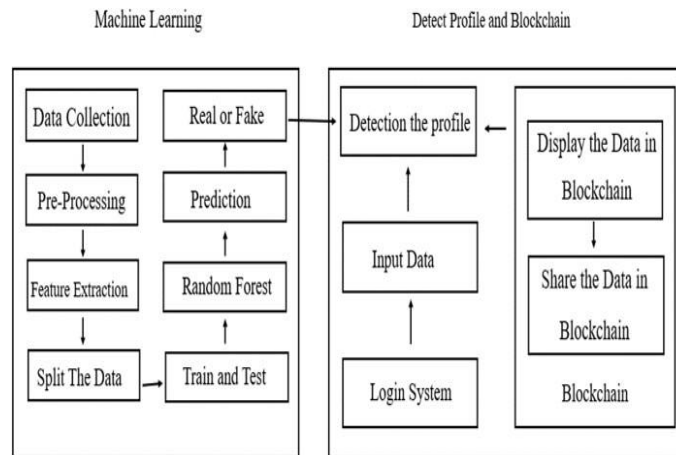 Machine Learning
Detect Profile and Blockchain
Data Collection
Pre-Processing
Feature Extraction
Split The Data
Train and Test
Random Forest
Prediction
Real or Fake
Detection the profile
Input Data
Login System
Display the Data in
Blockchain
Share the Data in
Blockchain
Blockchain